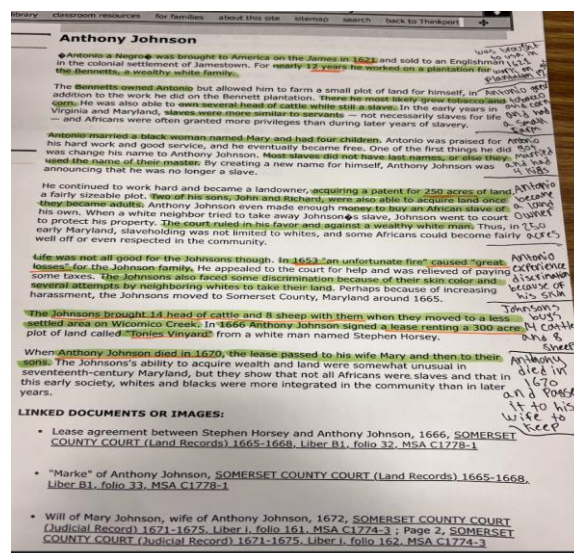 library classroom resources for families about this site sitemap search back to Thinkport
Anthony Johnson
�Antonio a Negro� was brought to America on the James in 1621 and sold to an Englishman
in the colonial settlement of Jamestown. For nearly 12 years he worked on a plantation for
the Bennetts, a wealthy white family.
The Bennetts owned Antonio but allowed him to farm a small plot of land for himself, in
addition to the work he did on the Bennett plantation. There he most likely grew tobacco and
corn. He was also able to own several head of cattle while still a slave. In the early years in
Virginia and Maryland, slaves were more similar to servants — not necessarily slaves for life
— and Africans were often granted more privileges than during later years of slavery.
Antonio married a black woman named Mary and had four children. Antonio was praised for
his hard work and good service, and he eventually became free. One of the first things he did
was change his name to Anthony Johnson. Most slaves did not have last names, or else they
used the name of their master. By creating a new name for himself, Anthony Johnson was
announcing that he was no longer a slave.
He continued to work hard and became a landowner, acquiring a patent for 250 acres of land,
a fairly sizeable plot. Two of his sons, John and Richard, were also able to acquire land once
they became adults. Anthony Johnson even made enough money to buy an African slave of
his own. When a white neighbor tried to take away Johnson�s slave, Johnson went to court
to protect his property. The court ruled in his favor and against a wealthy white man. Thus, in
early Maryland, slaveholding was not limited to whites, and some Africans could become fairly
well off or even respected in the community.
Life was not all good for the Johnsons though. In 1653 "an unfortunate fire" caused "great
losses" for the Johnson family. He appealed to the court for help and was relieved of paying
some taxes. The Johnsons also faced some discrimination because of their skin color and
several attempts by neighboring whites to take their land. Perhaps because of increasing
harassment, the Johnsons moved to Somerset County, Maryland around 1665.
The Johnsons brought 14 head of cattle and 8 sheep with them when they moved to a less
settled area on Wicomico Creek. In 1666 Anthony Johnson signed a lease renting a 300 acre
plot of land called "Tonies Vinyard" from a white man named Stephen Horsey.
When Anthony Johnson died in 1670, the lease passed to his wife Mary and then to their
sons. The Johnsons's ability to acquire wealth and land were somewhat unusual in
seventeenth-century Maryland, but they show that not all Africans were slaves and that in
this early society, whites and blacks were more integrated in the community than in later
years.
LINKED DOCUMENTS OR IMAGES:
• Lease agreement between Stephen Horsey and Anthony Johnson, 1666, SOMERSET
COUNTY COURT (Land Records) 1665-1668, Liber B1, folio 32, MSA C1778-1
• "Marke" of Anthony Johnson, SOMERSET COUNTY COURT (Land Records) 1665-1668,
Liber B1, folio 33, MSA C1778-1
• Will of Mary Johnson, wife of Anthony Johnson, 1672, SOMERSET COUNTY COURT
(Judicial Record) 1671-1675, Liber i. folio 161, MSA C1774-3 ; Page 2, SOMERSET
COUNTY COURT (Judicial Record) 1671-1675, Liber i. folio 162, MSA C1774-3
was brought
Antonio
married
and had
4 kids
Antonio
became
a land
owner
250
acres
Antonio
experience
because of
his skin
Johnsons
cattle
and 8
sheep
Anthony
died in
1670
and
it to his
wife to
keep